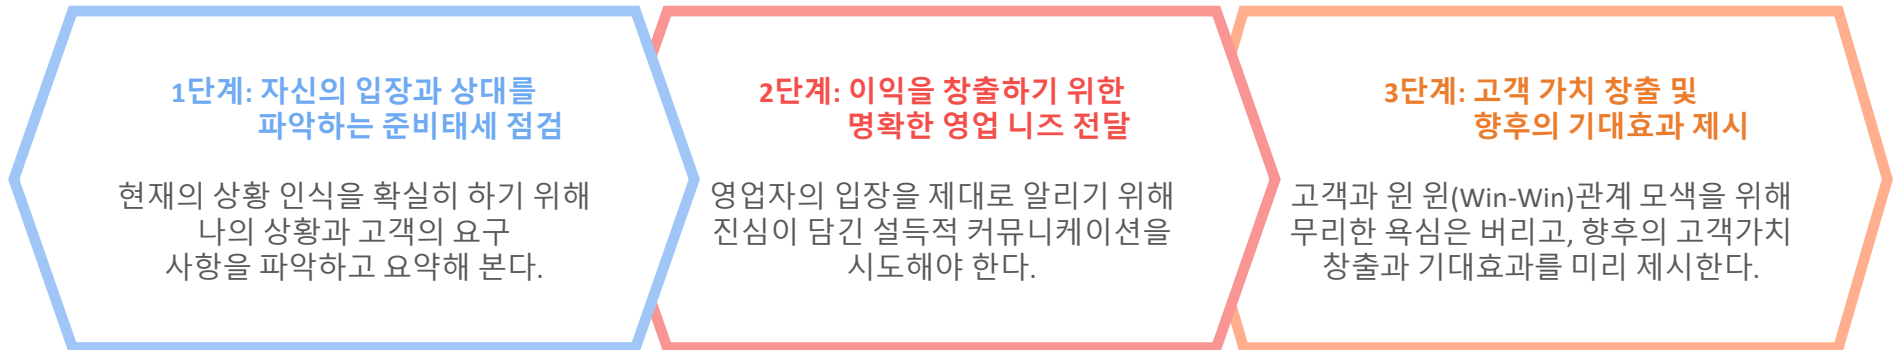 1단계: 자신의 입장과 상대를
파악하는 준비태세 점검
현재의 상황 인식을 확실히 하기 위해
나의 상황과 고객의 요구
사항을 파악하고 요약해 본다.
2단계: 이익을 창출하기 위한
명확한 영업 니즈 전달
영업자의 입장을 제대로 알리기 위해
진심이 담긴 설득적 커뮤니케이션을
시도해야 한다.
3단계: 고객 가치 창출 및
향후의 기대효과 제시
고객과 윈 윈(Win-Win)관계 모색을 위해
무리한 욕심은 버리고, 향후의 고객가치
창출과 기대효과를 미리 제시한다.